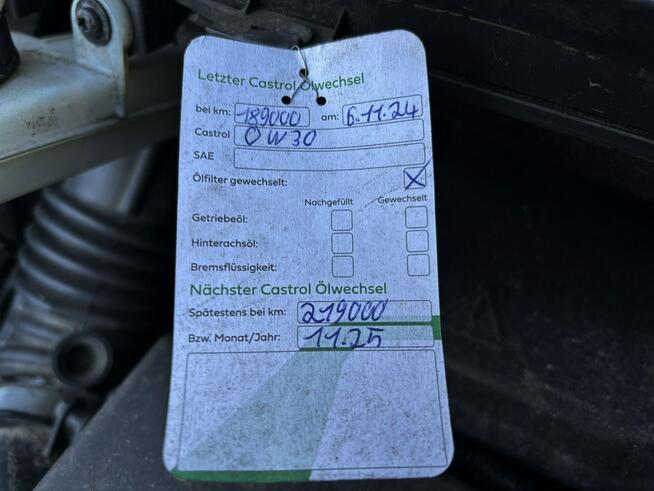 Letzter Castrol Ölwechsel
bei km: 189000 am: 6.11.24
Castrol 0W30
SAE
Ölfilter gewechselt: X
Nachgefüllt Gewechselt
Getriebeöl:
Hinterachsöl:
Bremsflüssigkeit:
Nächster Castrol Ölwechsel
Spätestens bei km: 219000
Bzw. Monat/Jahr: 11.25